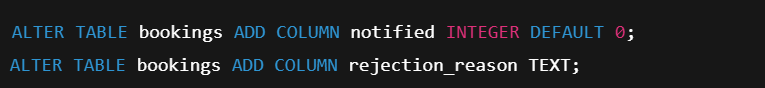 ALTER TABLE bookings ADD COLUMN notified INTEGER DEFAULT 0;
ALTER TABLE bookings ADD COLUMN rejection_reason TEXT;